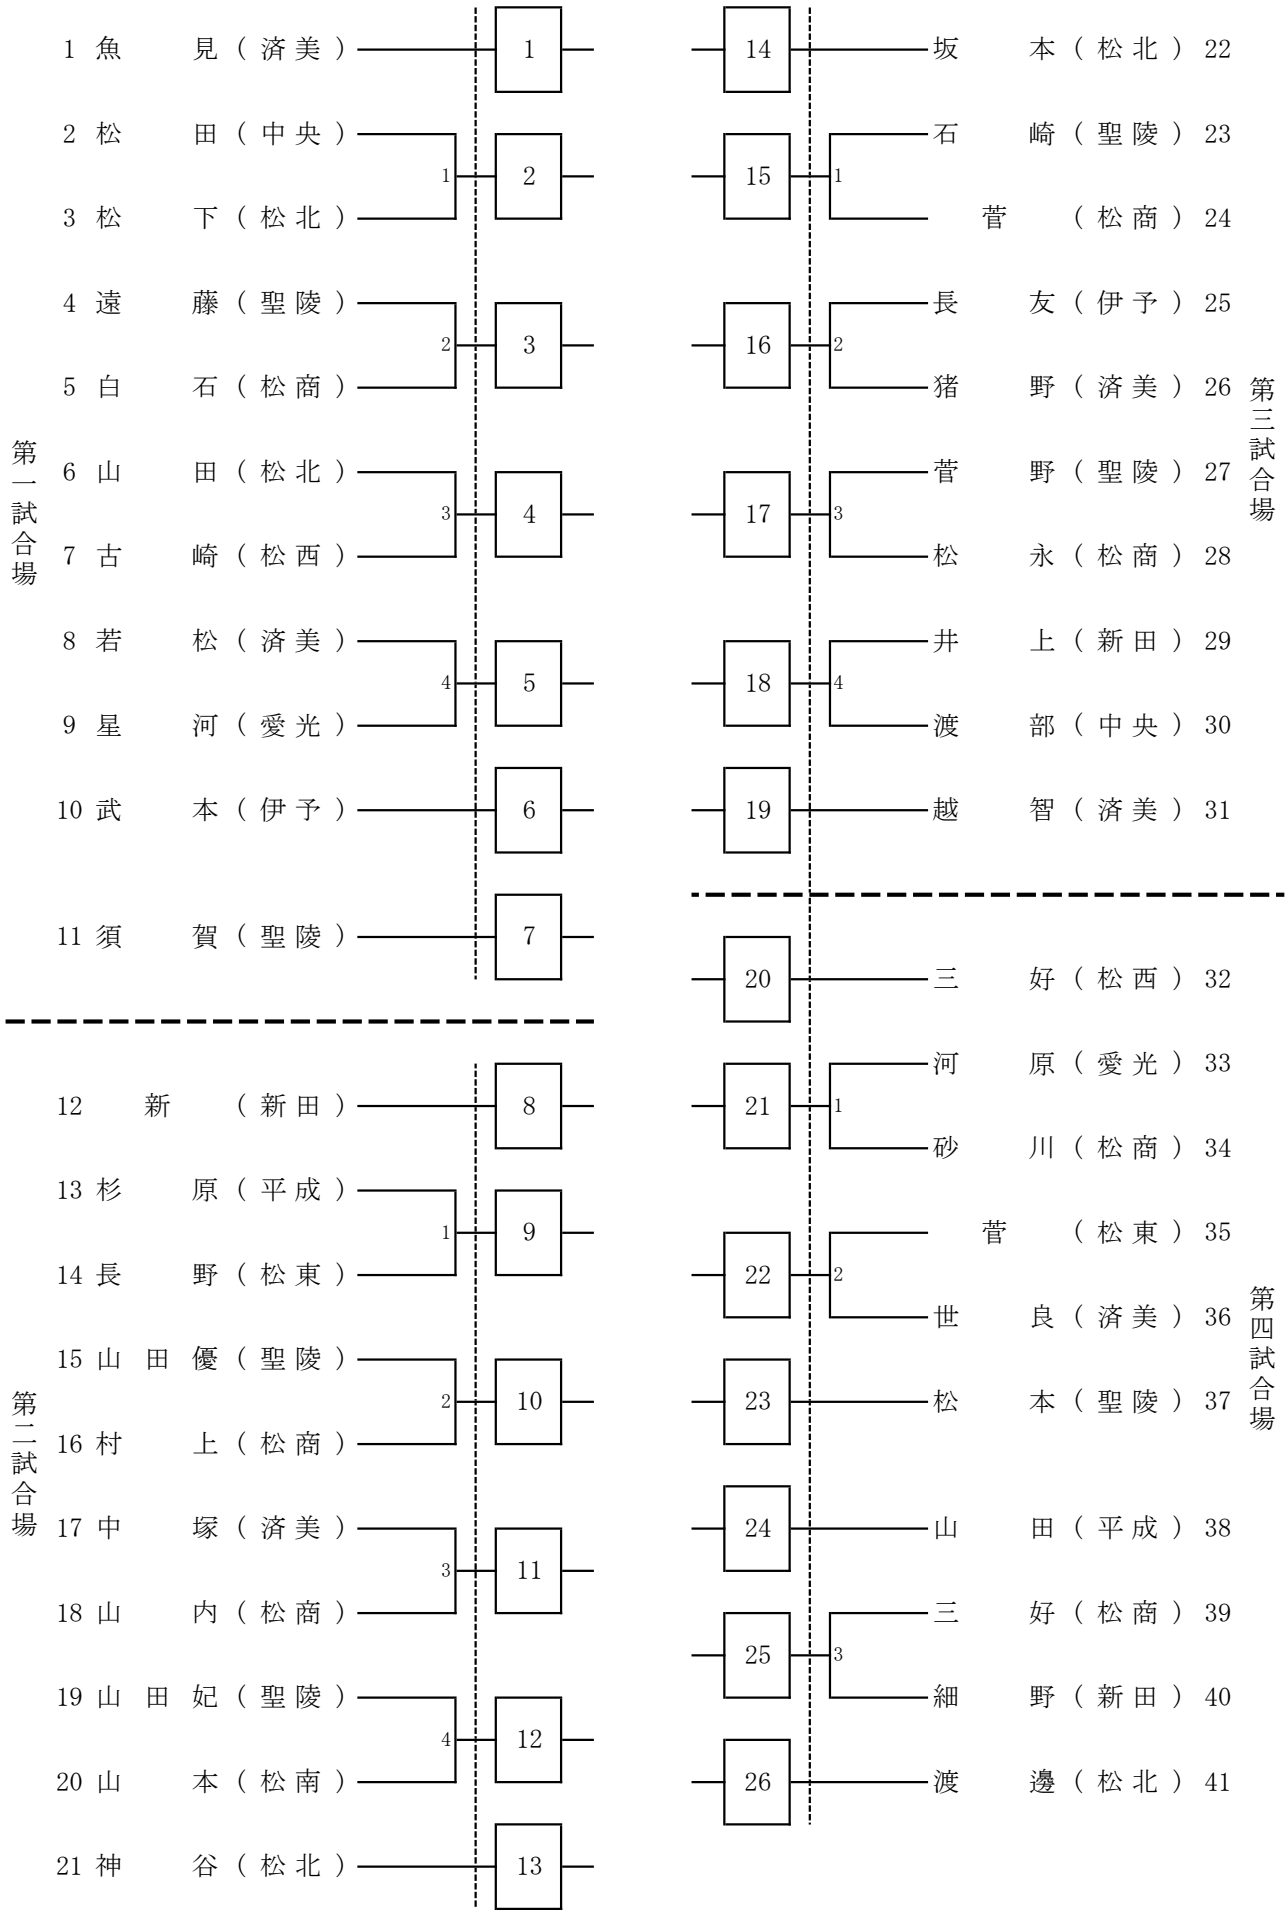 第一試合場
1 魚見（済美） 1
2 松田（中央）
1 2
3 松下（松北）
4 遠藤（聖陵）
2 3
5 白石（松商）
6 山田（松北）
3 4
7 古崎（松西）
8 若松（済美）
4 5
9 星河（愛光）
10 武本（伊予） 6
11 須賀（聖陵） 7
第二試合場
12 新（新田） 8
13 杉原（平成）
1 9
14 長野（松東）
15 山田優（聖陵）
2 10
16 村上（松商）
17 中塚（済美）
3 11
18 山内（松商）
19 山田妃（聖陵）
4 12
20 山本（松南）
21 神谷（松北） 13
第三試合場
14 坂本（松北） 22
石崎（聖陵） 23
15 1
菅（松商） 24
長友（伊予） 25
16 2
猪野（済美） 26
菅野（聖陵） 27
17 3
松永（松商） 28
井上（新田） 29
18 4
渡部（中央） 30
19 越智（済美） 31
第四試合場
20 三好（松西） 32
河原（愛光） 33
21 1
砂川（松商） 34
菅（松東） 35
22 2
世良（済美） 36
23 松本（聖陵） 37
24 山田（平成） 38
三好（松商） 39
25 3
細野（新田） 40
26 渡邊（松北） 41